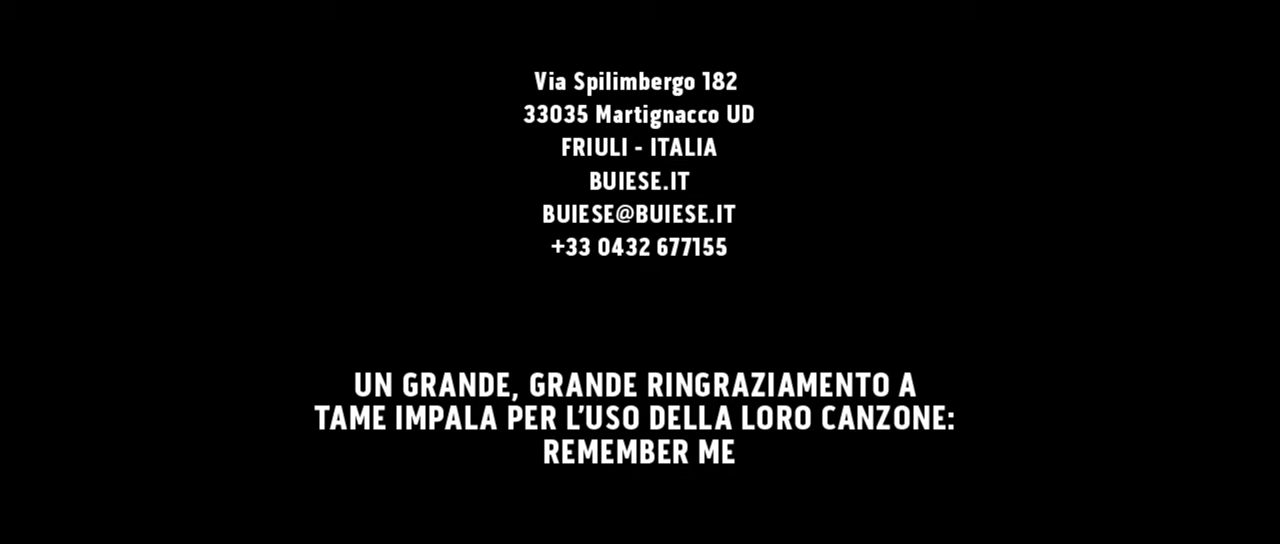 Via Spilimbergo 182
33035 Martignacco UD
FRIULI - ITALIA
BUIESE.IT
BUIESE@BUIESE.IT
+33 0432 677155
UN GRANDE, GRANDE RINGRAZIAMENTO A
TAME IMPALA PER L’USO DELLA LORO CANZONE:
REMEMBER ME